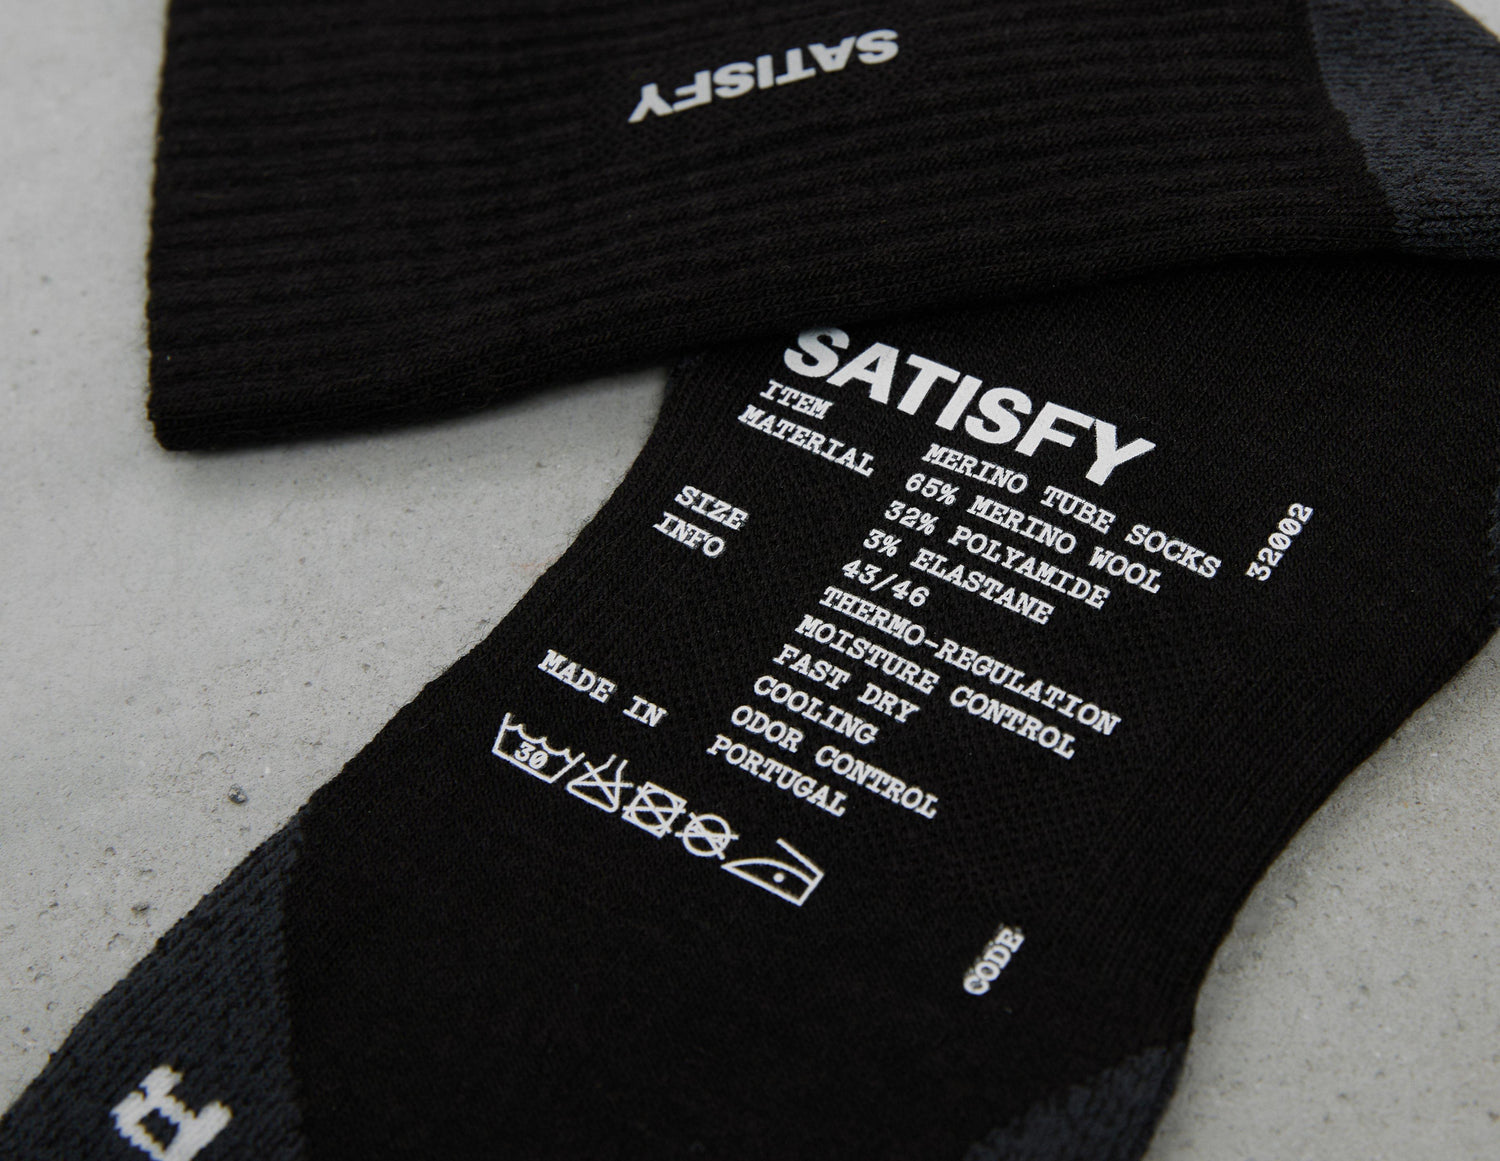 SATISFY
SATISFY
ITEM MERINO TUBE SOCKS
MATERIAL 65% MERINO WOOL
32% POLYAMIDE
3% ELASTANE
SIZE 43/46
INFO THERMO-REGULATION
MOISTURE CONTROL
FAST DRY
COOLING
ODOR CONTROL
MADE IN PORTUGAL
30
CODE 32002
R